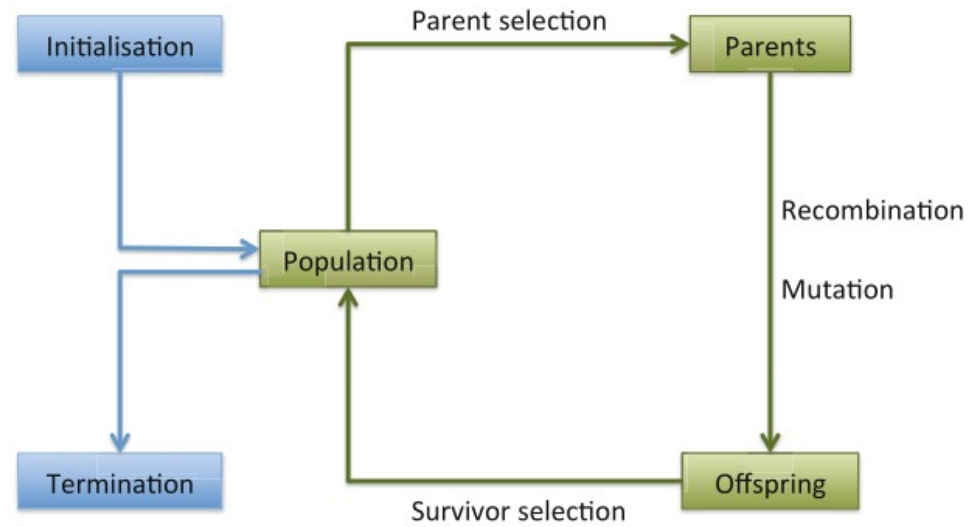 Parent selection
Initialisation
Parents
Recombination
Population
Mutation
Termination
Offspring
Survivor selection